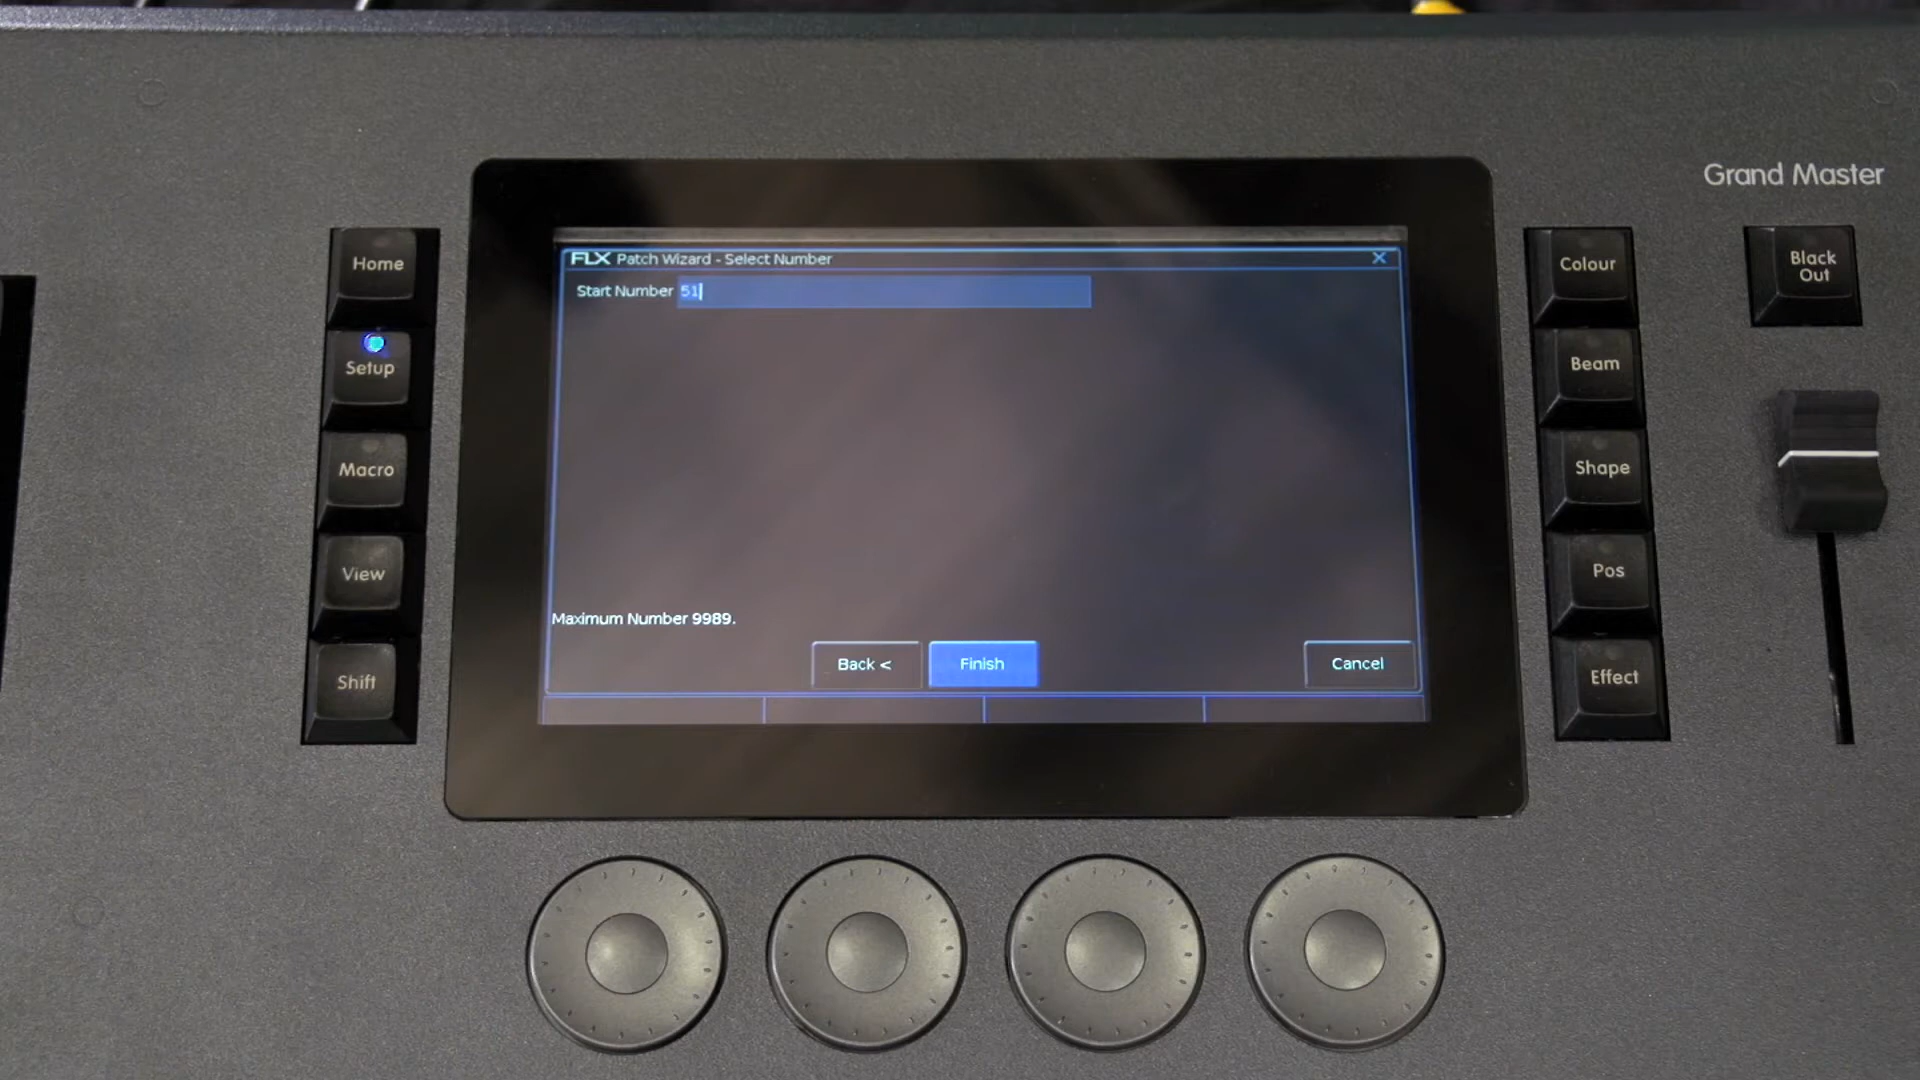 Grand Master
Home
Setup
Macro
View
Shift
FLX Patch Wizard - Select Number
Start Number 51
Maximum Number 9989.
Back <
Finish
Cancel
Colour
Beam
Shape
Pos
Effect
Black
Out